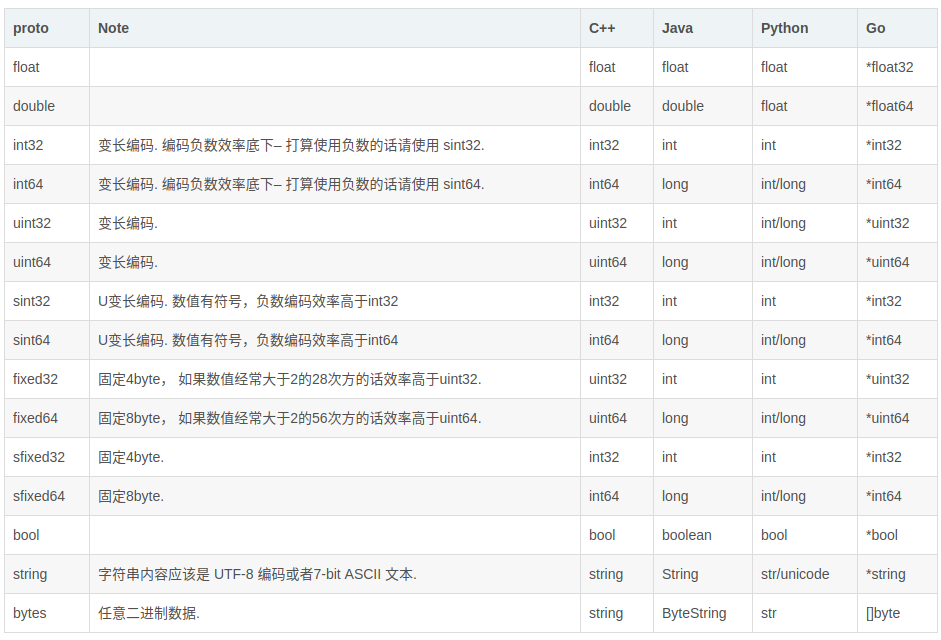 proto Note C++ Java Python Go
float float float float *float32
double double double float *float64
int32 变长编码. 编码负数效率底下– 打算使用负数的话请使用 sint32. int32 int int *int32
int64 变长编码. 编码负数效率底下– 打算使用负数的话请使用 sint64. int64 long int/long *int64
uint32 变长编码. uint32 int int/long *uint32
uint64 变长编码. uint64 long int/long *uint64
sint32 U变长编码. 数值有符号，负数编码效率高于int32 int32 int int *int32
sint64 U变长编码. 数值有符号，负数编码效率高于int64 int64 long int/long *int64
fixed32 固定4byte， 如果数值经常大于2的28次方的话效率高于uint32. uint32 int int *uint32
fixed64 固定8byte， 如果数值经常大于2的56次方的话效率高于uint64. uint64 long int/long *uint64
sfixed32 固定4byte. int32 int int *int32
sfixed64 固定8byte. int64 long int/long *int64
bool bool boolean bool *bool
string 字符串内容应该是 UTF-8 编码或者7-bit ASCII 文本. string String str/unicode *string
bytes 任意二进制数据. string ByteString str []byte